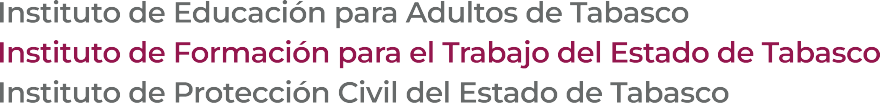 Instituto de Educación para Adultos de Tabasco
Instituto de Formación para el Trabajo del Estado de Tabasco
Instituto de Protección Civil del Estado de Tabasco